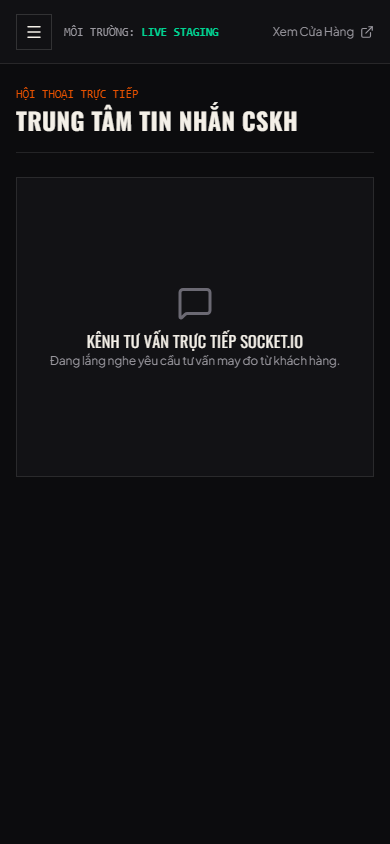 MÔI TRƯỜNG: LIVE STAGING
Xem Cửa Hàng
HỘI THOẠI TRỰC TIẾP
TRUNG TÂM TIN NHẮN CSKH
KÊNH TƯ VẤN TRỰC TIẾP SOCKET.IO
Đang lắng nghe yêu cầu tư vấn may đo từ khách hàng.